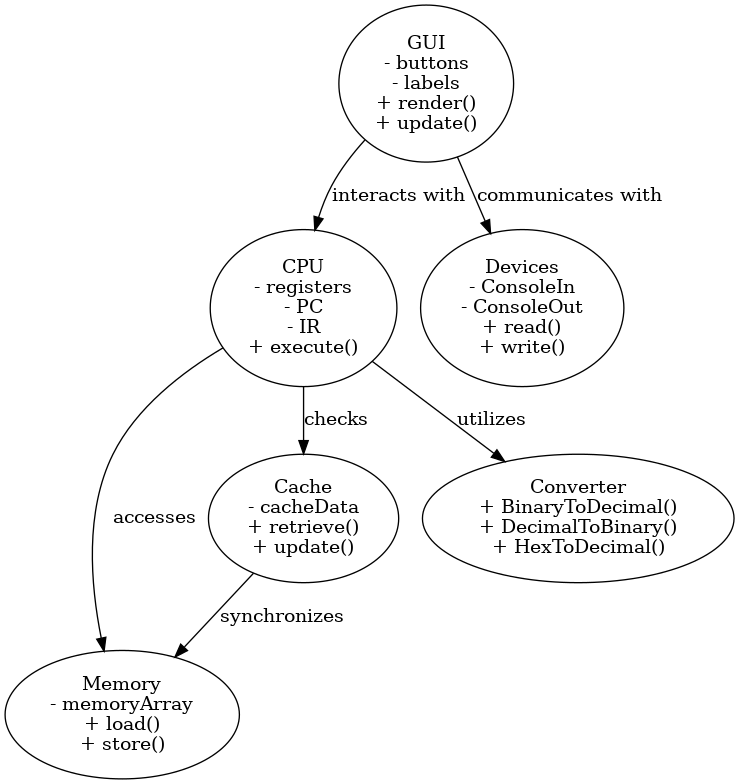 GUI
- buttons
- labels
+ render()
+ update()
interacts with
communicates with
CPU
- registers
- PC
- IR
+ execute()
Devices
- ConsoleIn
- ConsoleOut
+ read()
+ write()
accesses
checks
utilizes
Cache
- cacheData
+ retrieve()
+ update()
Converter
+ BinaryToDecimal()
+ DecimalToBinary()
+ HexToDecimal()
synchronizes
Memory
- memoryArray
+ load()
+ store()